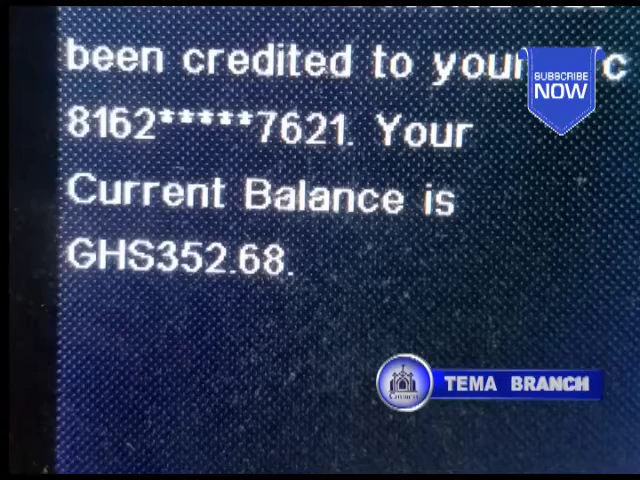 been credited to your
8162*****7621. Your
Current Balance is
GHS352.68.
SUBSCRIBE
NOW
TEMA BRANCH